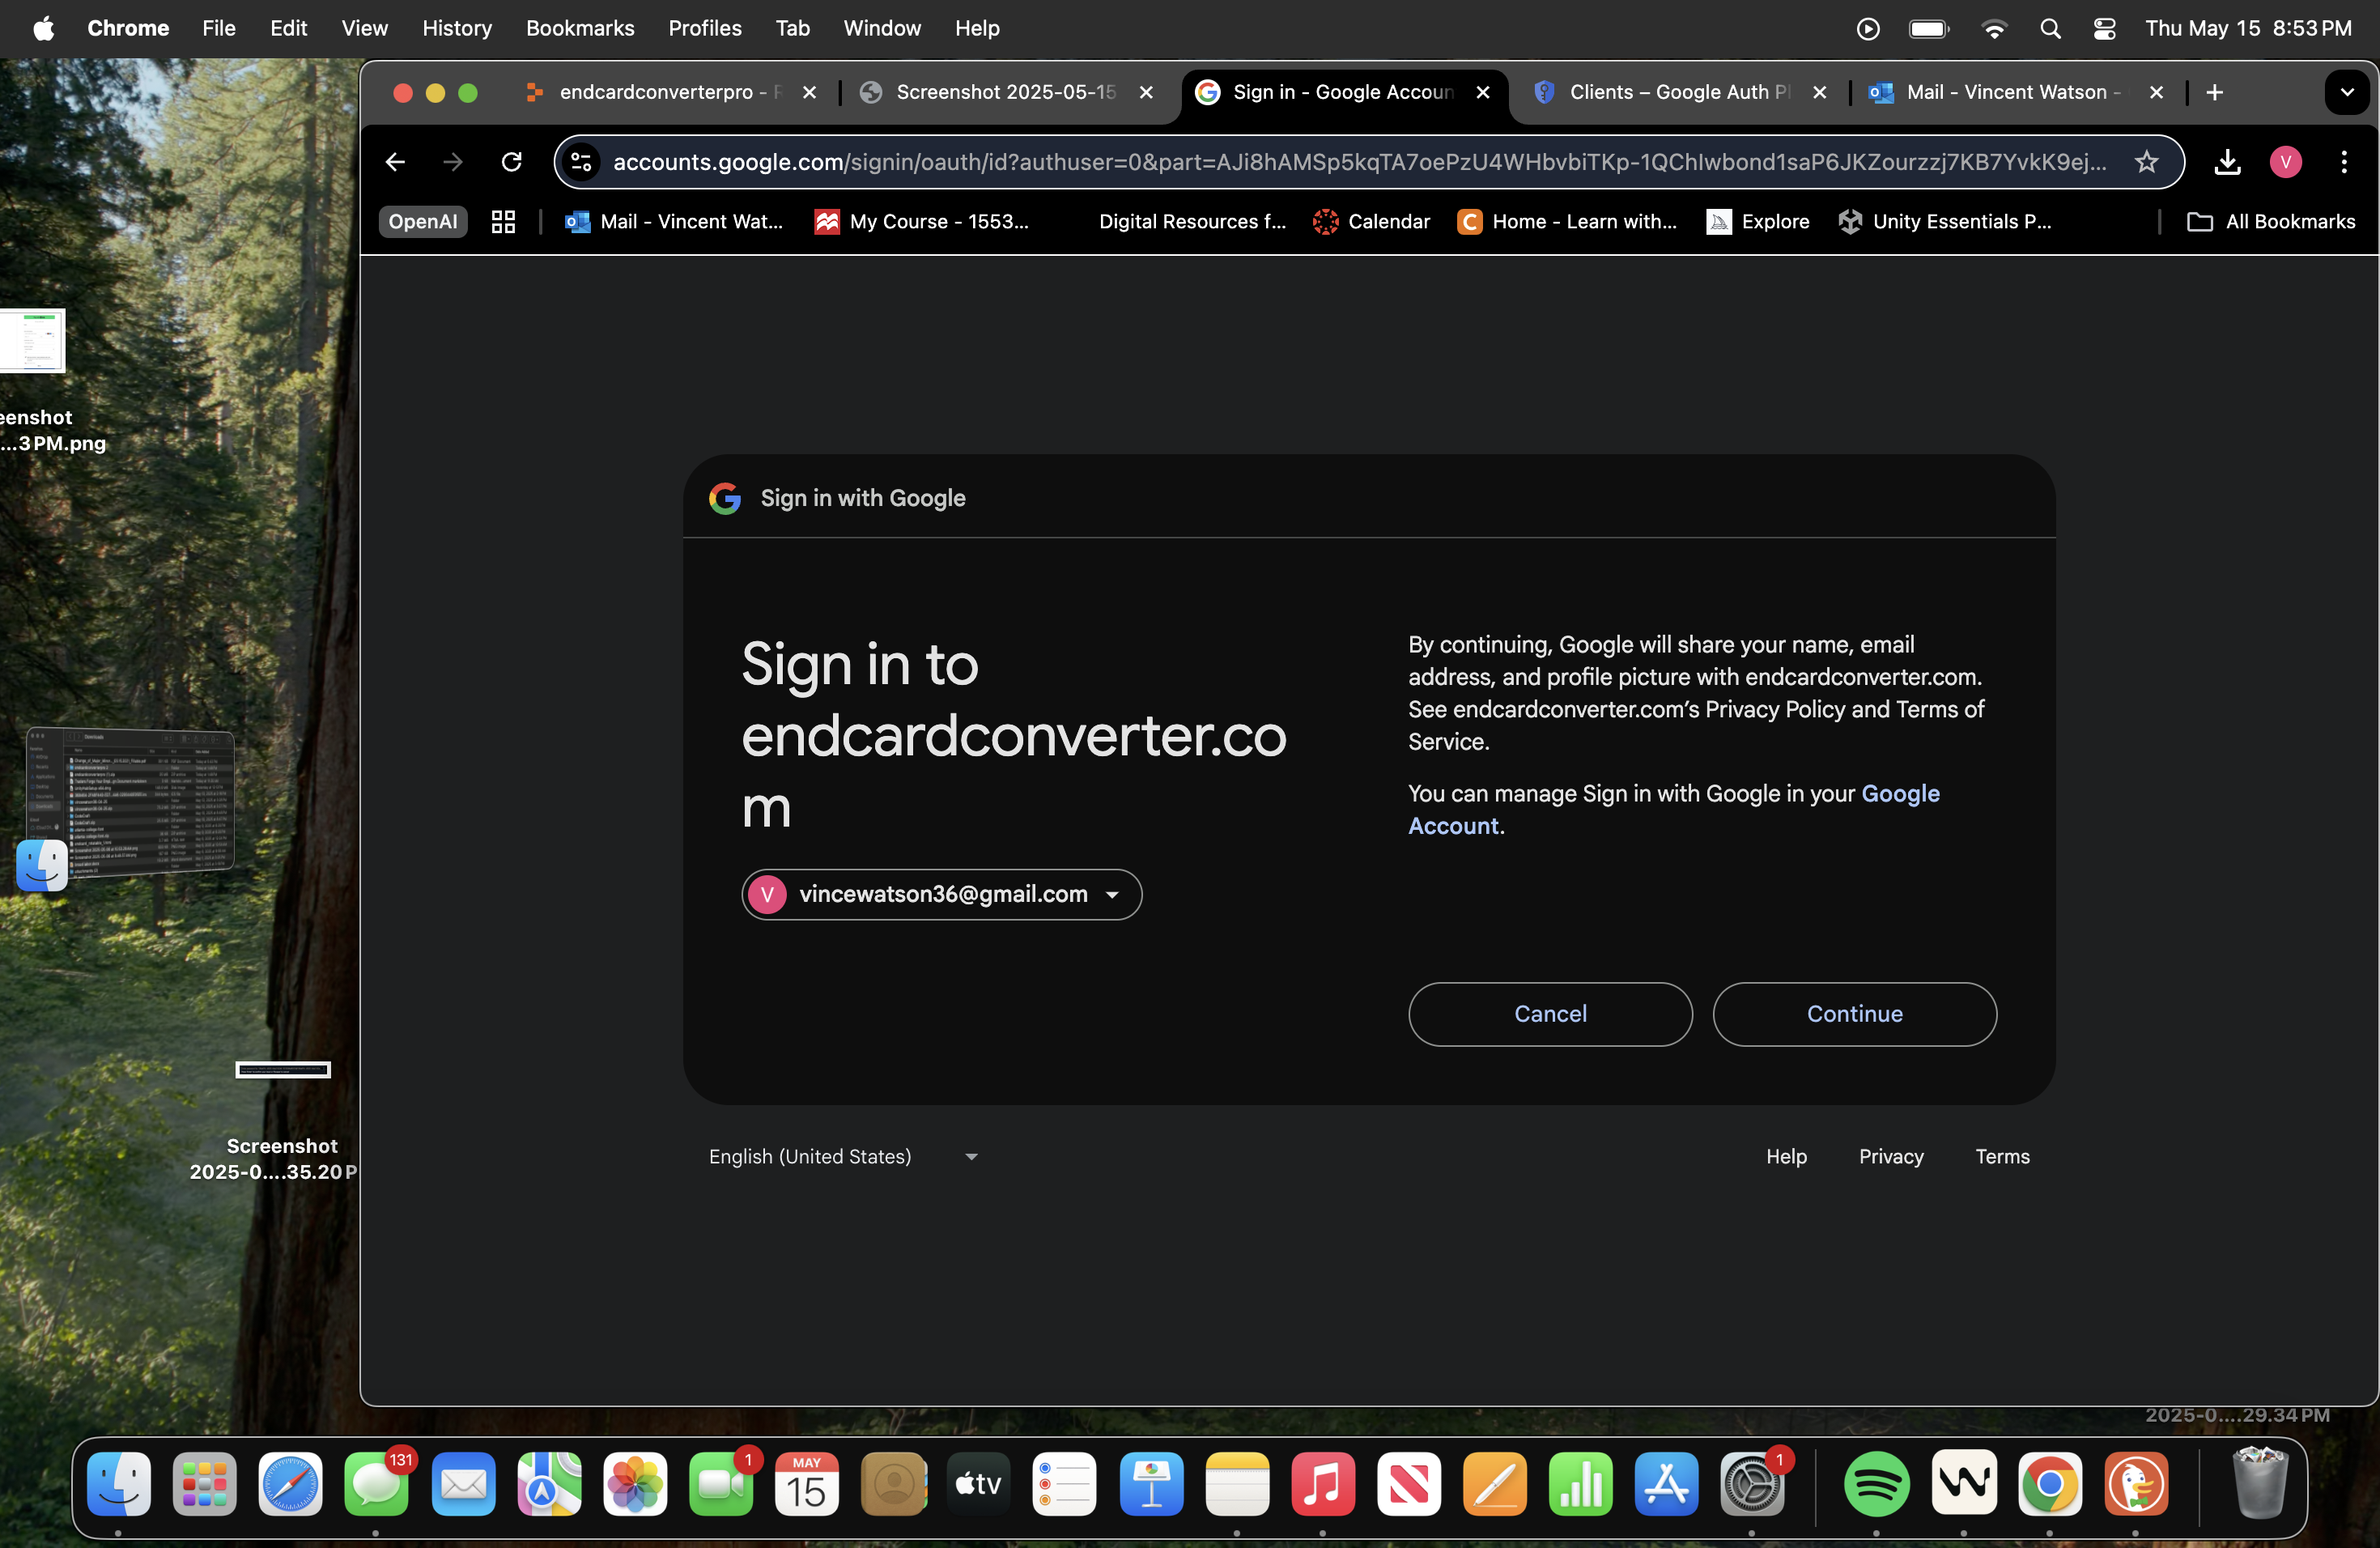 Chrome File Edit View History Bookmarks Profiles Tab Window Help Thu May 15 8:53 PM
endcardconverterpro - Screenshot 2025-05-15 Sign in - Google Accoun Clients – Google Auth Pl Mail - Vincent Watson -
accounts.google.com/signin/oauth/id?authuser=0&part=AJi8hAMSp5kqTA7oePzU4WHbvbiTKp-1QChIwbond1saP6JKZourzzj7KB7YvkK9ej...
V
OpenAI Mail - Vincent Wat... My Course - 1553... Digital Resources f... Calendar Home - Learn with... Explore Unity Essentials P... All Bookmarks
eenshot
...3 PM.png
Screenshot
2025-0....35.20 P
Sign in with Google
Sign in to
endcardconverter.co
m
V vincewatson36@gmail.com
By continuing, Google will share your name, email
address, and profile picture with endcardconverter.com.
See endcardconverter.com’s Privacy Policy and Terms of
Service.
You can manage Sign in with Google in your Google
Account.
Cancel Continue
English (United States) Help Privacy Terms
2025-0....29.34 PM
131
1
MAY
15
tv
1